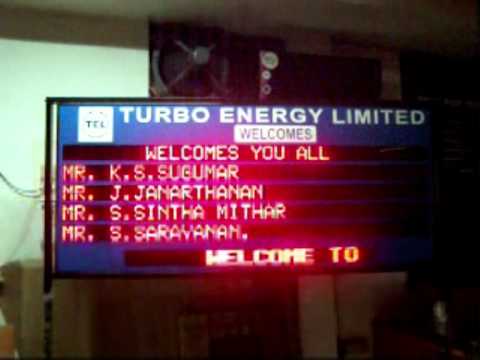 TEL
TURBO ENERGY LIMITED
WELCOMES
WELCOMES YOU ALL
MR. K.S.SUGUMAR
MR. J.JANARTHANAN
MR. S.SINTHA MITHAR
MR. S.SARAVANAN.
WELCOME TO